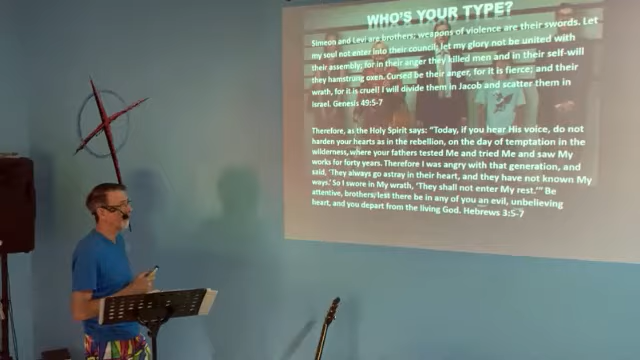 WHO'S YOUR TYPE?
Simeon and Levi are brothers; weapons of violence are their swords. Let
my soul not enter into their council; let my glory not be united with
their assembly; for in their anger they killed men and in their self-will
they hamstrung oxen. Cursed be their anger, for it is fierce; and their
wrath, for it is cruel! I will divide them in Jacob and scatter them in
Israel. Genesis 49:5-7
Therefore, as the Holy Spirit says: "Today, if you hear His voice, do not
harden your hearts as in the rebellion, on the day of temptation in the
wilderness, where your fathers tested Me and tried Me and saw My
works for forty years. Therefore I was angry with that generation, and
said, 'They always go astray in their heart, and they have not known My
ways.' So I swore in My wrath, 'They shall not enter My rest.'" Be
attentive, brothers, lest there be in any of you an evil, unbelieving
heart, and you depart from the living God. Hebrews 3:5-7